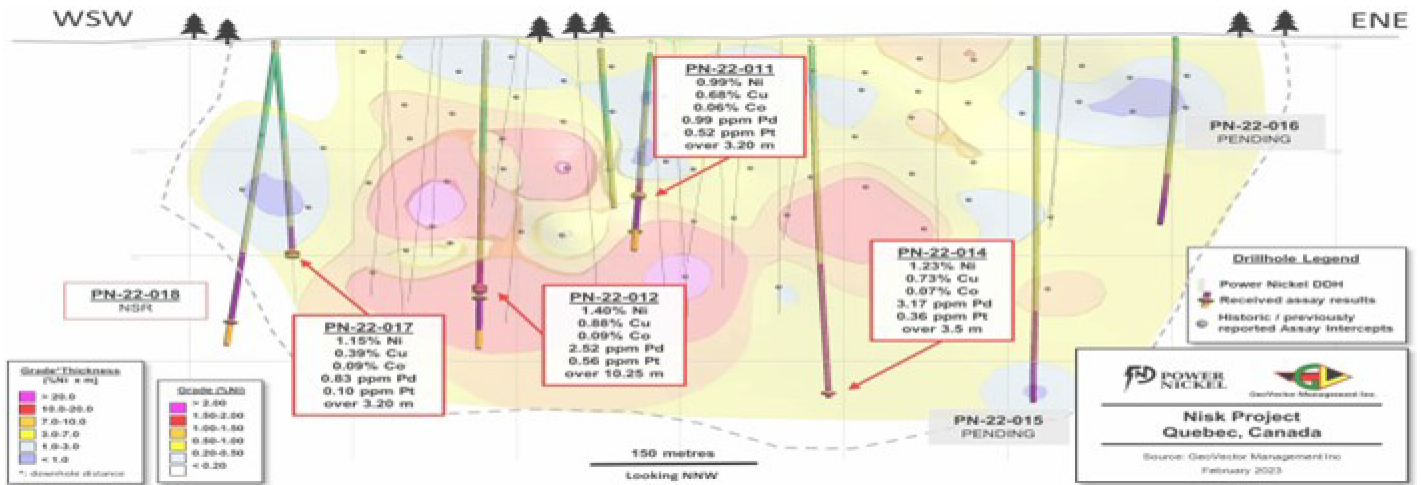 WSW
ENE
PN-22-011
0.99% Ni
0.68% Cu
0.06% Co
0.99 ppm Pd
0.52 ppm Pt
over 3.20 m
PN-22-016
PENDING
PN-22-014
1.23% Ni
0.73% Cu
0.07% Co
3.17 ppm Pd
0.36 ppm Pt
over 3.5 m
PN-22-018
NSR
PN-22-017
1.15% Ni
0.39% Cu
0.09% Co
0.83 ppm Pd
0.10 ppm Pt
over 3.20 m
PN-22-012
1.40% Ni
0.88% Cu
0.09% Co
2.52 ppm Pd
0.56 ppm Pt
over 10.25 m
PN-22-015
PENDING
Drillhole Legend
Power Nickel DDH
Received assay results
Historic / previously
reported Assay Intercepts
Grade*Thickness
(%Ni x m)
> 20.0
10.0-20.0
7.0-10.0
3.0-7.0
1.0-3.0
< 1.0
*: downhole distance
Grade (%Ni)
> 2.00
1.50-2.00
1.00-1.50
0.50-1.00
0.20-0.50
< 0.20
150 metres
Looking NNW
POWER
NICKEL
GeoVector Management Inc.
Nisk Project
Quebec, Canada
Source: GeoVector Management Inc
February 2023